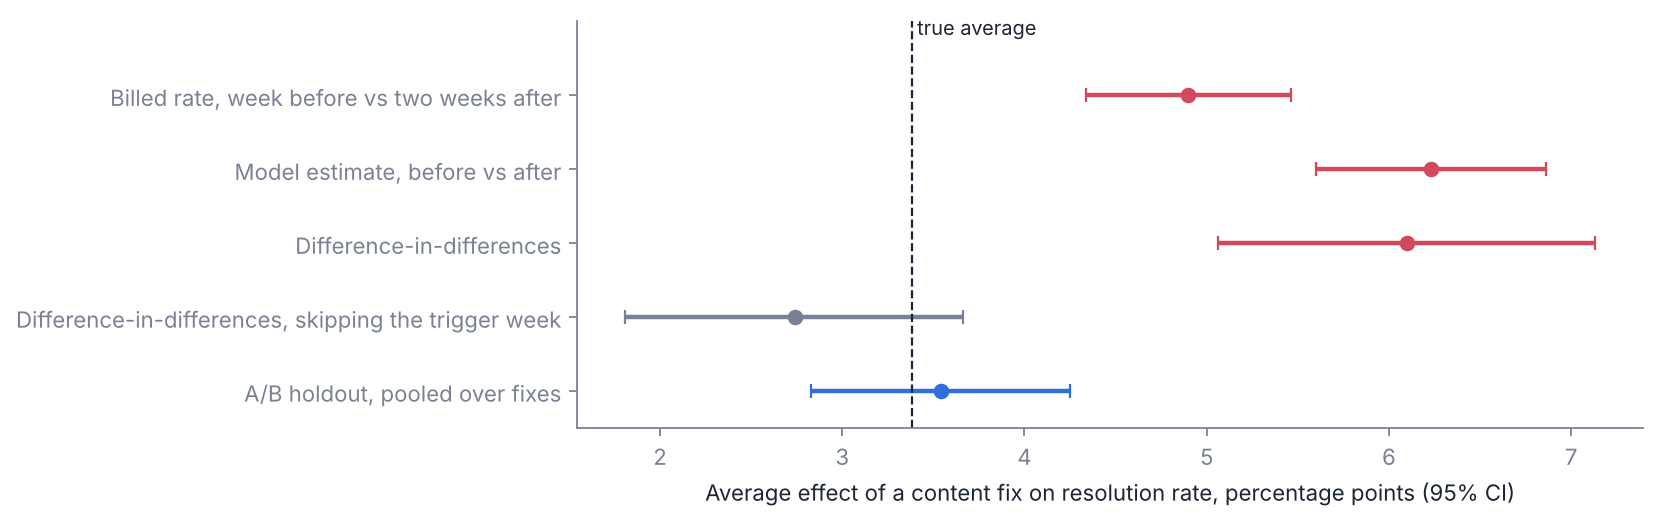 true average
Billed rate, week before vs two weeks after
Model estimate, before vs after
Difference-in-differences
Difference-in-differences, skipping the trigger week
A/B holdout, pooled over fixes
2 3 4 5 6 7
Average effect of a content fix on resolution rate, percentage points (95% CI)